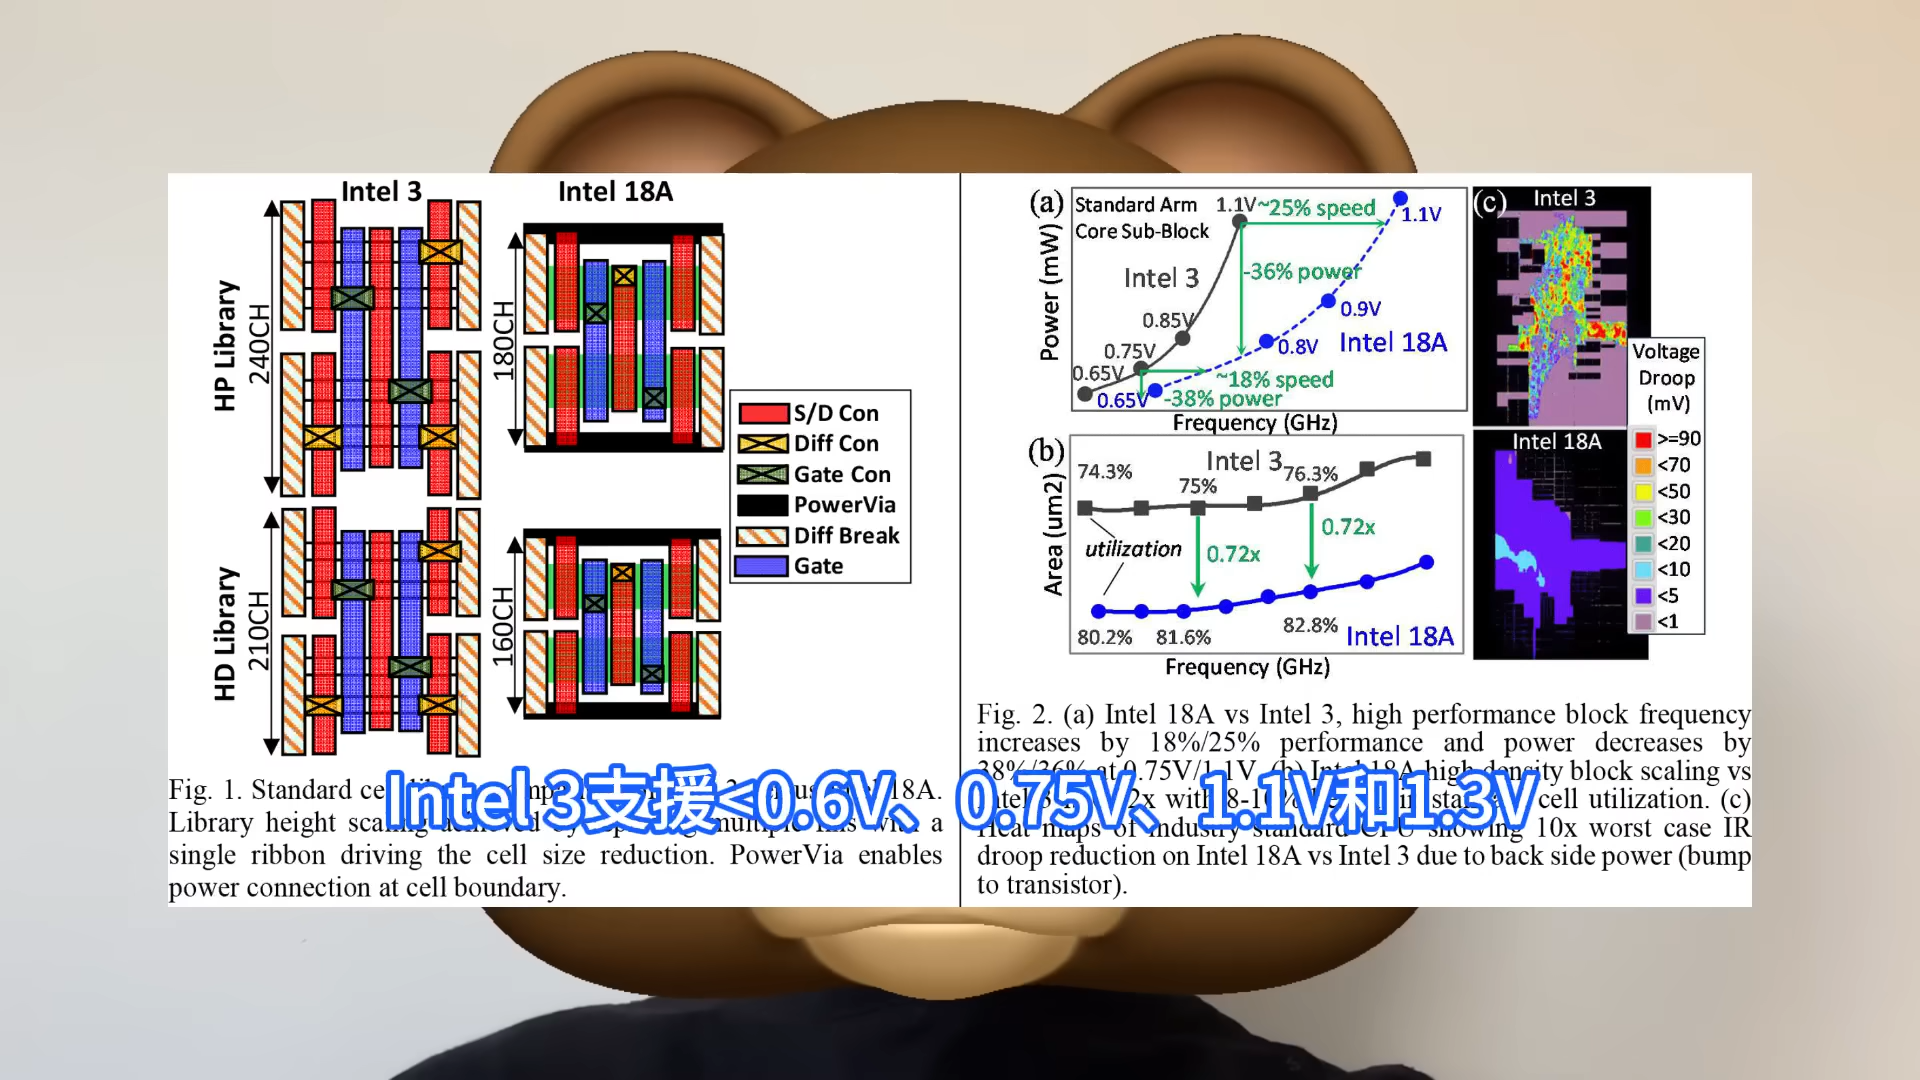 Intel 3
Intel 18A
HP Library
240CH
180CH
HD Library
210CH
160CH
S/D Con
Diff Con
Gate Con
PowerVia
Diff Break
Gate
Library height
with a
single ribbon driving the cell size reduction. PowerVia enables
power connection at cell boundary.
(a)
Standard Arm
Core Sub-Block
1.1V
~25% speed
1.1V
Intel 3
-36% power
0.85V
0.9V
0.75V
0.8V
Intel 18A
0.65V
~18% speed
0.65V
-38% power
Power (mW)
Frequency (GHz)
(b)
74.3%
Intel 3
76.3%
75%
0.72x
utilization
0.72x
80.2%
81.6%
82.8%
Intel 18A
Area (um2)
Frequency (GHz)
(c)
Intel 3
Intel 18A
Voltage
Droop
(mV)
>=90
<70
<50
<30
<20
<10
<5
<1
Fig. 2. (a) Intel 18A vs Intel 3, high performance block frequency
increases by 18%/25% performance and power decreases by
cell utilization. (c)
showing 10x worst case IR
droop reduction on Intel 18A vs Intel 3 due to back side power (bump
to transistor).
Intel 3支援<0.6V、0.75V、1.1V和1.3V